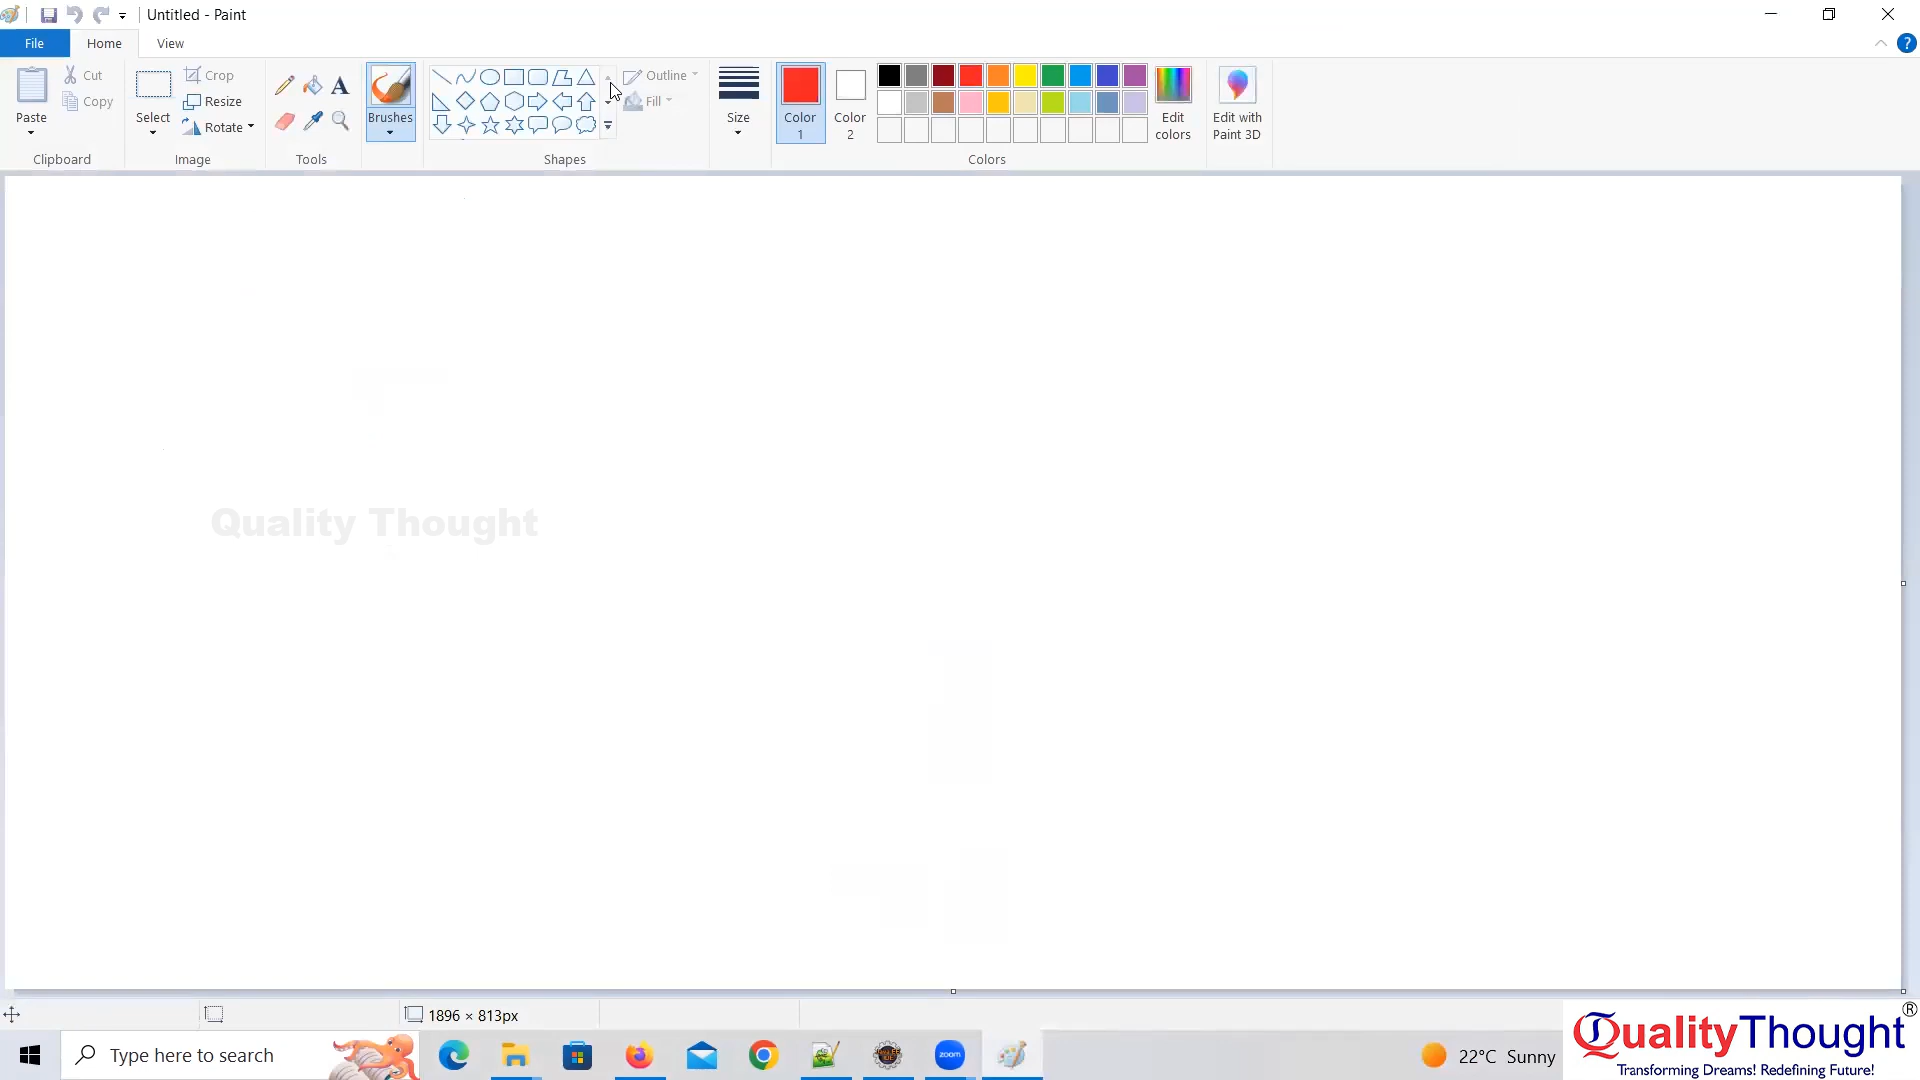 Untitled - Paint
File
Home
View
?
Paste
Cut
Copy
Clipboard
Select
Crop
Resize
Rotate
Image
A
Tools
Brushes
Shapes
Outline
Fill
Size
Color
1
Color
2
Colors
Edit
colors
Edit with
Paint 3D
Quality Thought
1896 × 813px
Type here to search
zoom
22°C Sunny
QualityThought®
Transforming Dreams! Redefining Future!